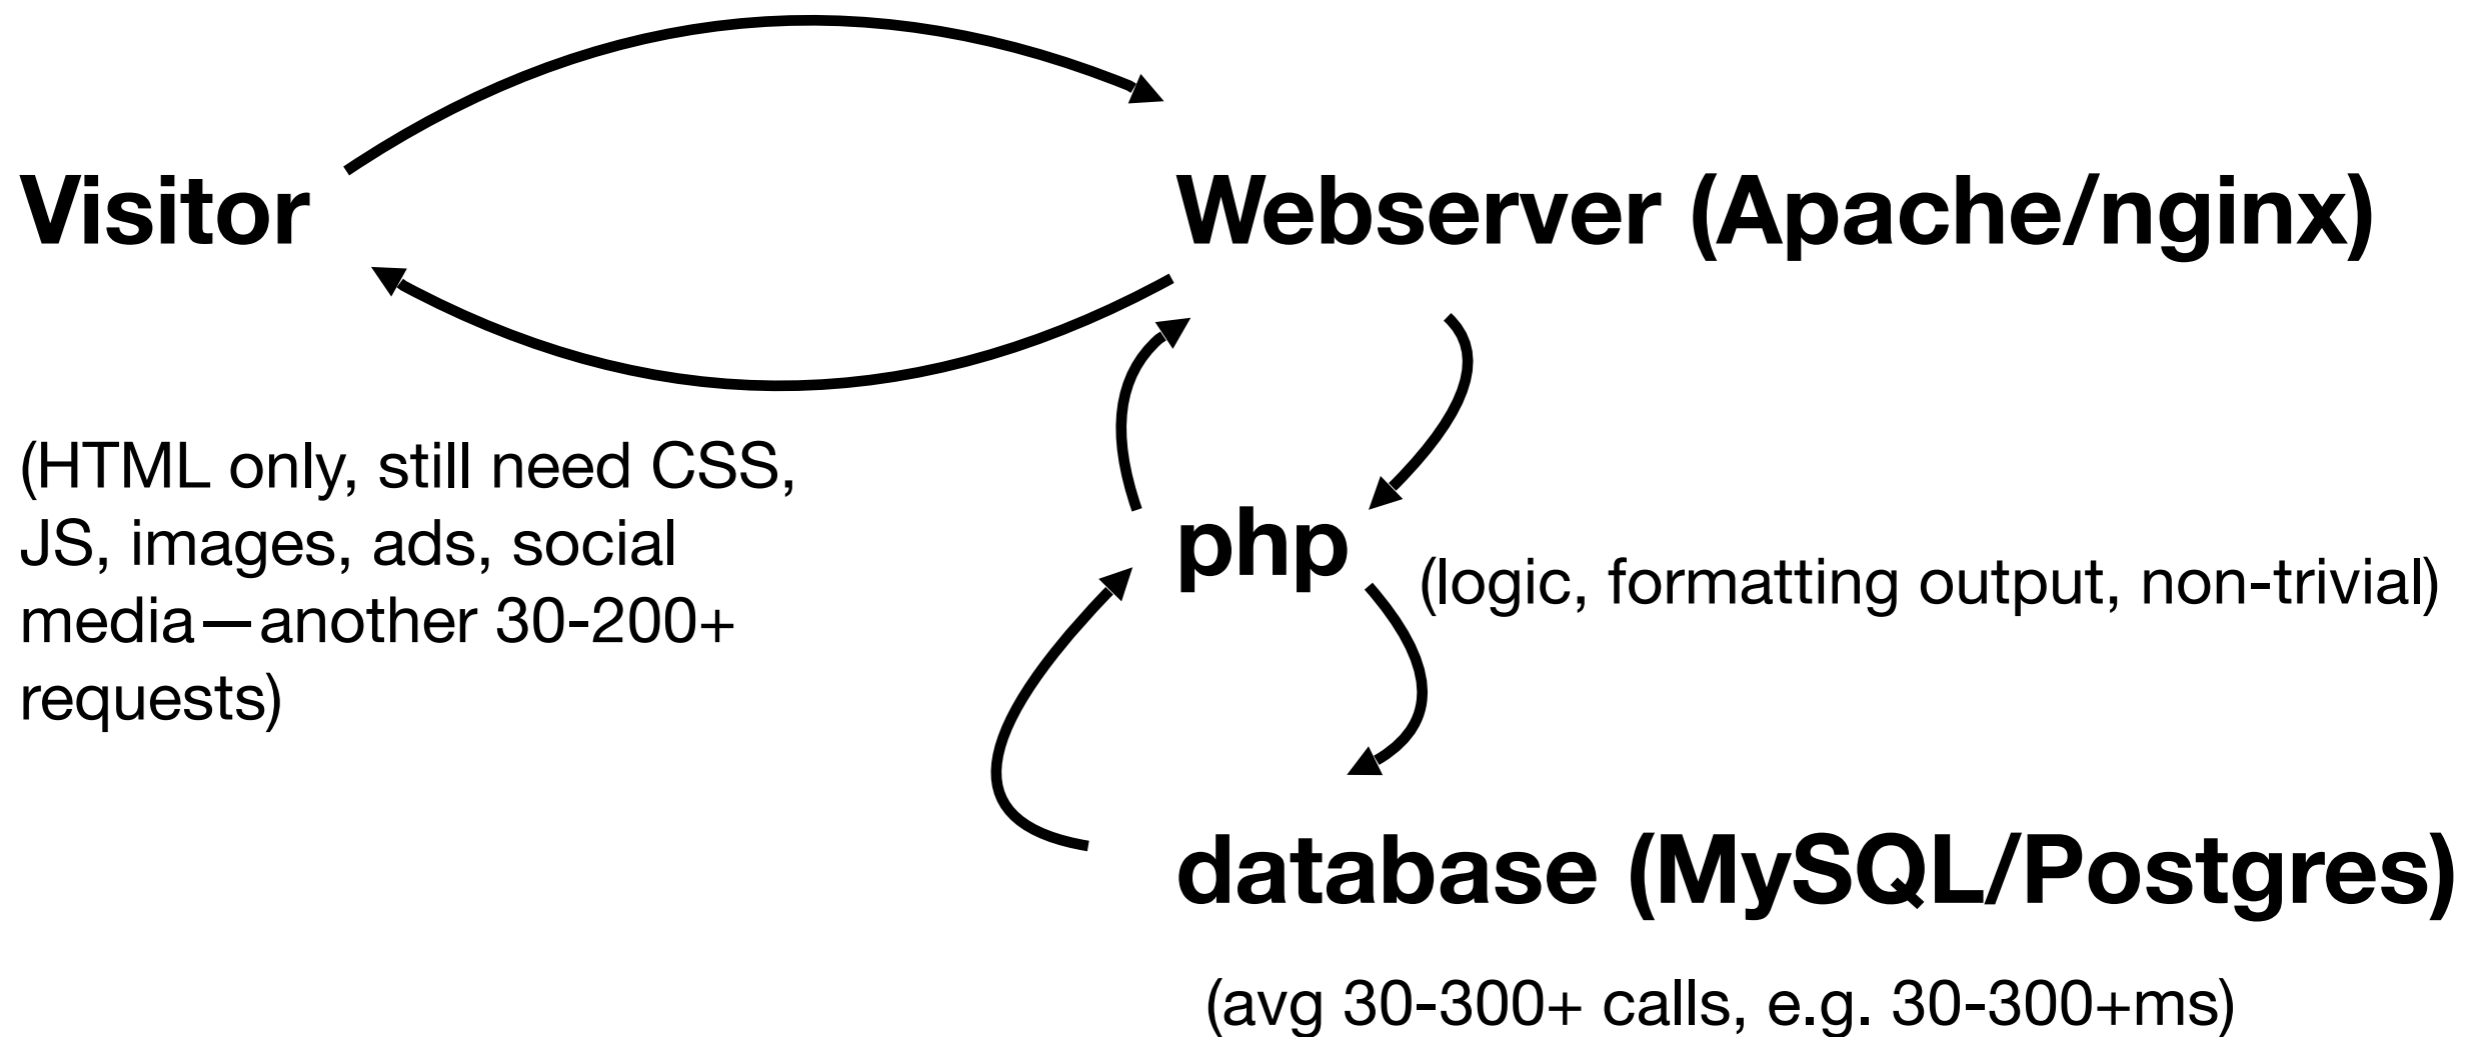 Visitor
Webserver (Apache/nginx)
(HTML only, still need CSS,
JS, images, ads, social
media—another 30-200+
requests)
php
(logic, formatting output, non-trivial)
database (MySQL/Postgres)
(avg 30-300+ calls, e.g. 30-300+ms)